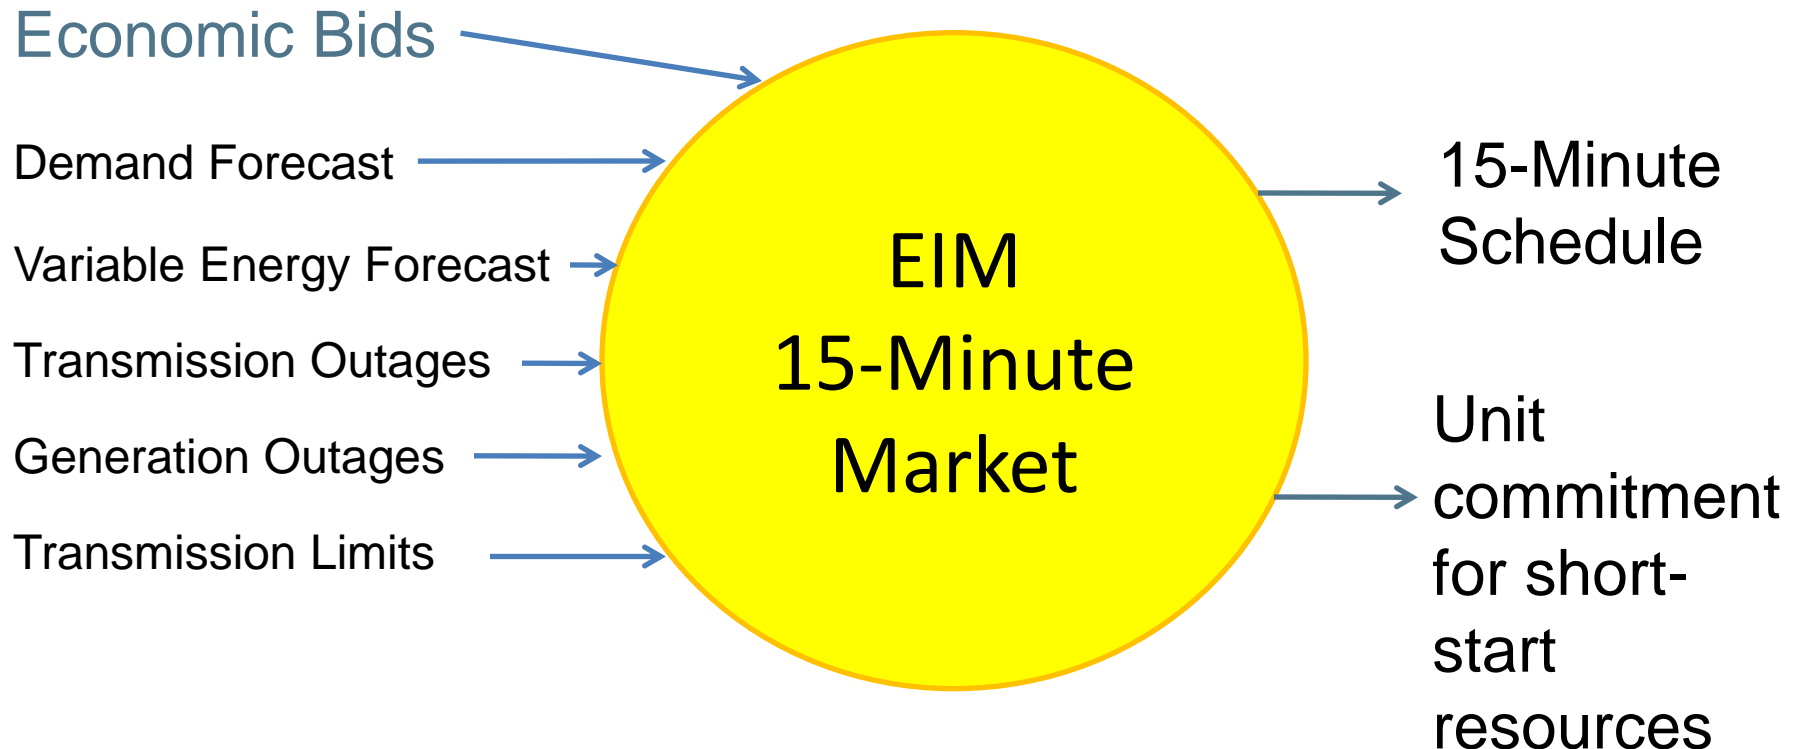 Economic Bids
Demand Forecast
Variable Energy Forecast
Transmission Outages
Generation Outages
Transmission Limits
EIM
15-Minute
Market
15-Minute
Schedule
Unit
commitment
for short-
start
resources